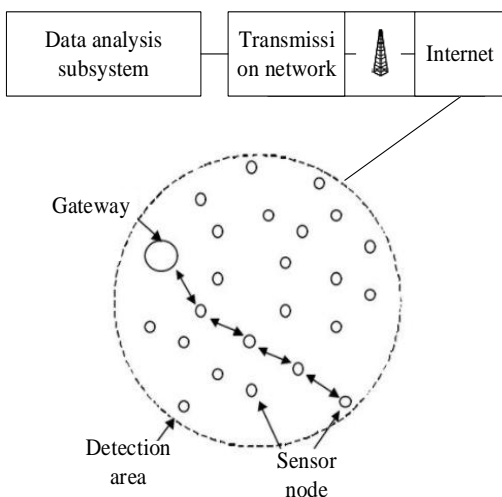 Data analysis
subsystem
Transmissi
on network
Internet
Gateway
Detection
area
Sensor
node